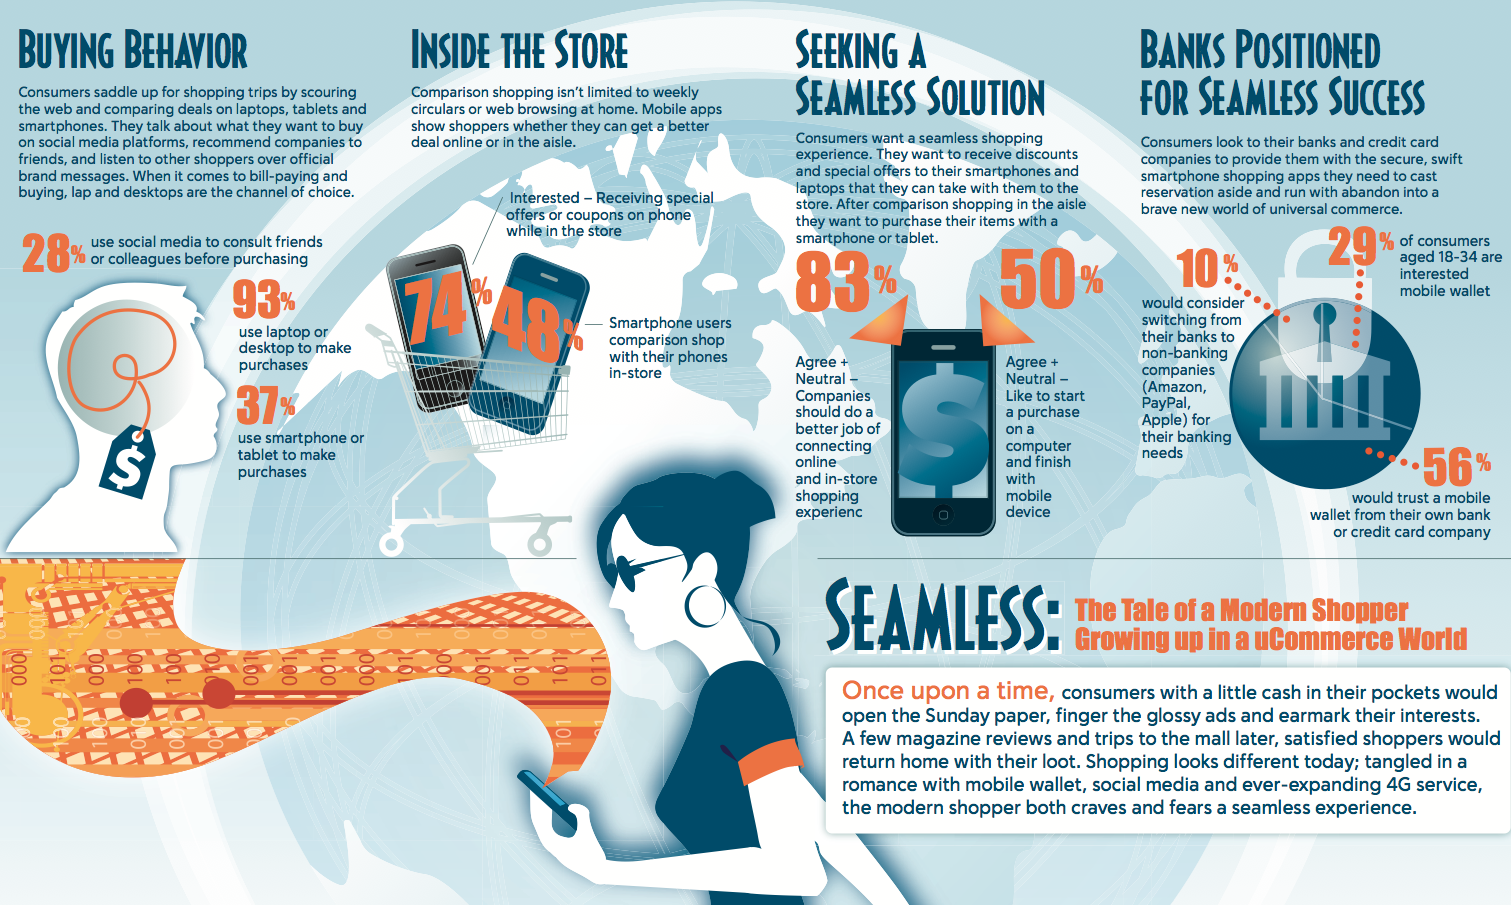 BUYING BEHAVIOR
Consumers saddle up for shopping trips by scouring
the web and comparing deals on laptops, tablets and
smartphones. They talk about what they want to buy
on social media platforms, recommend companies to
friends, and listen to other shoppers over official
brand messages. When it comes to bill-paying and
buying, lap and desktops are the channel of choice.
28%
use social media to consult friends
or colleagues before purchasing
93%
use laptop or
desktop to make
purchases
37%
use smartphone or
tablet to make
purchases
$
INSIDE THE STORE
Comparison shopping isn't limited to weekly
circulars or web browsing at home. Mobile apps
show shoppers whether they can get a better
deal online or in the aisle.
Interested – Receiving special
offers or coupons on phone
while in the store
74%
48%
Smartphone users
comparison shop
with their phones
in-store
SEEKING A
SEAMLESS SOLUTION
Consumers want a seamless shopping
experience. They want to receive discounts
and special offers to their smartphones and
laptops that they can take with them to the
store. After comparison shopping in the aisle
they want to purchase their items with a
smartphone or tablet.
83%
Agree +
Neutral –
Companies
should do a
better job of
connecting
online
and in-store
shopping
experienc
$
50%
Agree +
Neutral –
Like to start
a purchase
on a
computer
and finish
with
mobile
device
BANKS POSITIONED
FOR SEAMLESS SUCCESS
Consumers look to their banks and credit card
companies to provide them with the secure, swift
smartphone shopping apps they need to cast
reservation aside and run with abandon into a
brave new world of universal commerce.
10%
would consider
switching from
their banks to
non-banking
companies
(Amazon,
PayPal,
Apple) for
their banking
needs
29%
of consumers
aged 18-34 are
interested
mobile wallet
56%
would trust a mobile
wallet from their own bank
or credit card company
SEAMLESS:
The Tale of a Modern Shopper
Growing up in a uCommerce World
Once upon a time, consumers with a little cash in their pockets would
open the Sunday paper, finger the glossy ads and earmark their interests.
A few magazine reviews and trips to the mall later, satisfied shoppers would
return home with their loot. Shopping looks different today; tangled in a
romance with mobile wallet, social media and ever-expanding 4G service,
the modern shopper both craves and fears a seamless experience.